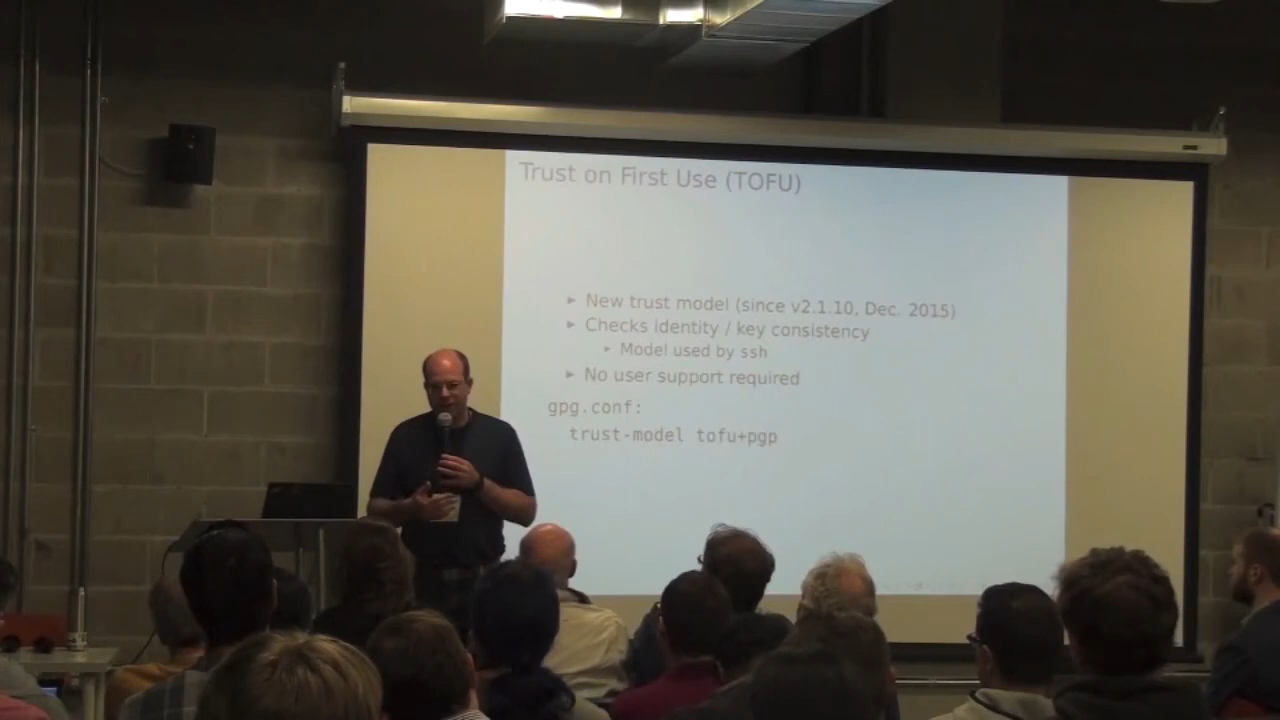 Trust on First Use (TOFU)
▸ New trust model (since v2.1.10, Dec. 2015)
▸ Checks identity / key consistency
▸ Model used by ssh
▸ No user support required
gpg.conf:
trust-model tofu+pgp